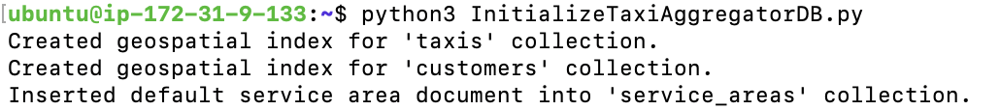 [ubuntu@ip-172-31-9-133:~$ python3 InitializeTaxiAggregatorDB.py
Created geospatial index for 'taxis' collection.
Created geospatial index for 'customers' collection.
Inserted default service area document into 'service_areas' collection.